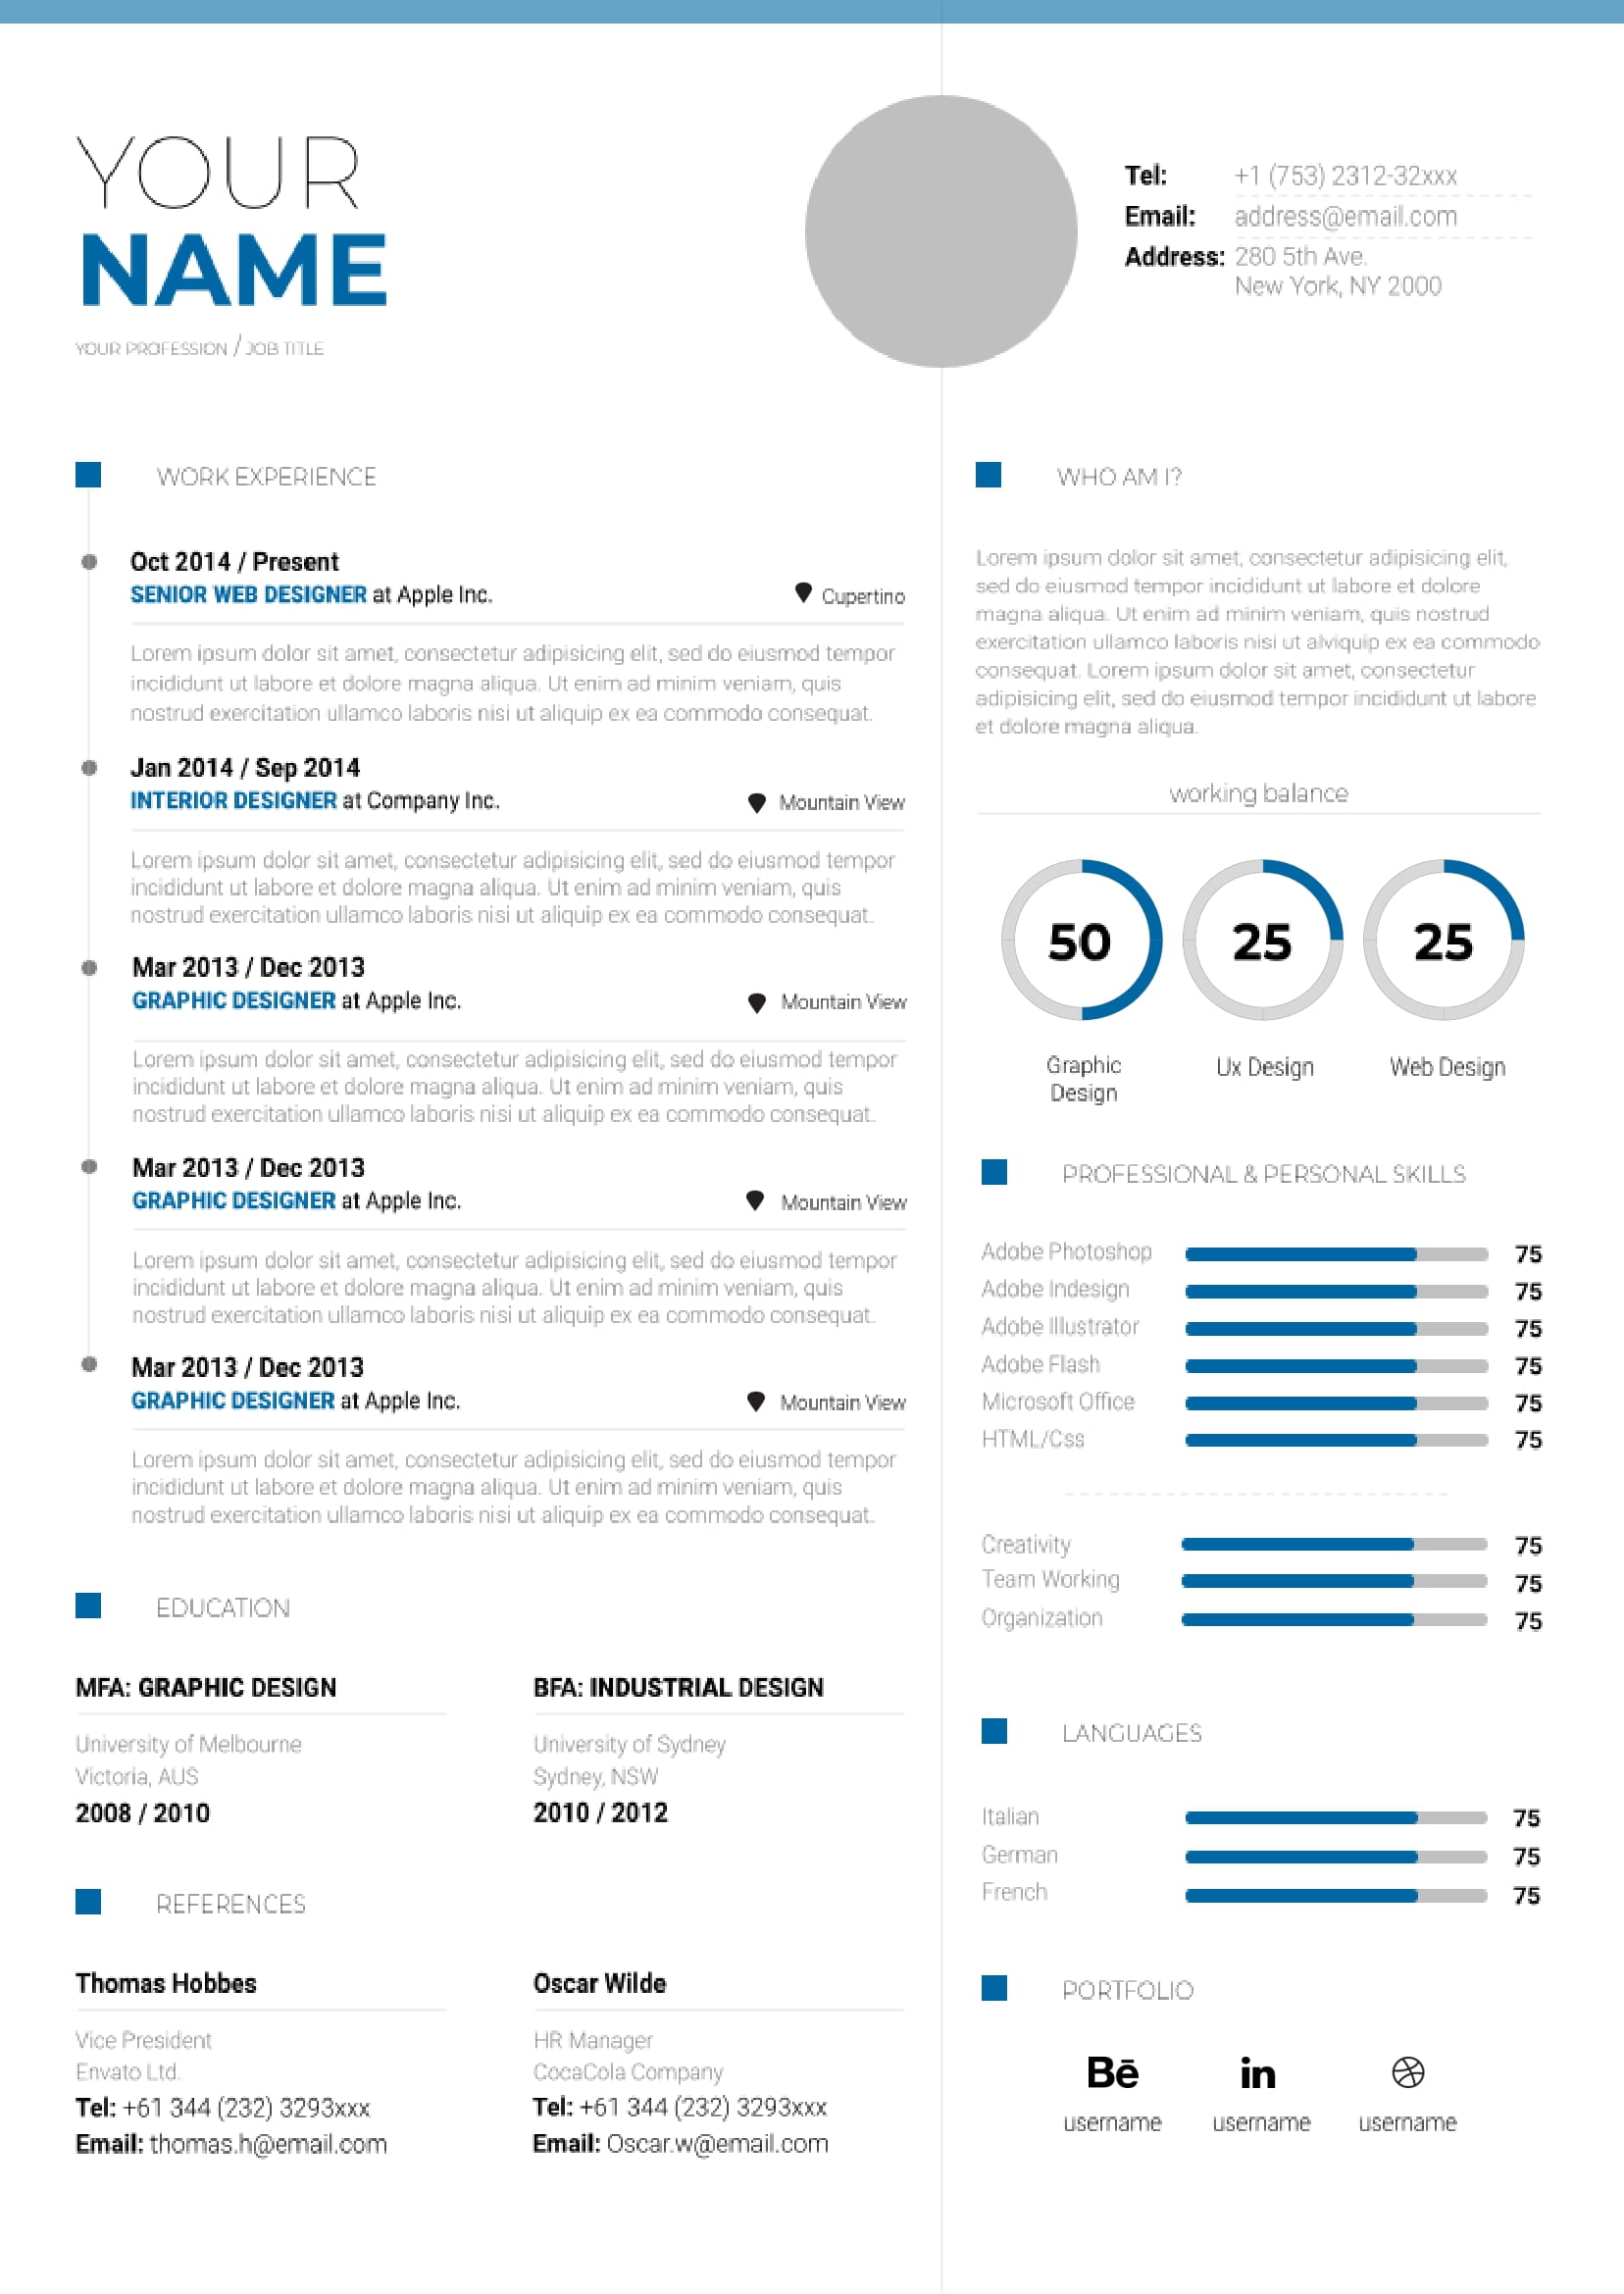 YOUR
NAME
YOUR PROFESSION / JOB TITLE
Tel: +1 (753) 2312-32xxx
Email: address@email.com
Address: 280 5th Ave.
New York, NY 2000
WORK EXPERIENCE
Oct 2014 / Present
SENIOR WEB DESIGNER at Apple Inc. Cupertino
Lorem ipsum dolor sit amet, consectetur adipisicing elit, sed do eiusmod tempor
incididunt ut labore et dolore magna aliqua. Ut enim ad minim veniam, quis
nostrud exercitation ullamco laboris nisi ut aliquip ex ea commodo consequat.
Jan 2014 / Sep 2014
INTERIOR DESIGNER at Company Inc. Mountain View
Lorem ipsum dolor sit amet, consectetur adipisicing elit, sed do eiusmod tempor
incididunt ut labore et dolore magna aliqua. Ut enim ad minim veniam, quis
nostrud exercitation ullamco laboris nisi ut aliquip ex ea commodo consequat.
Mar 2013 / Dec 2013
GRAPHIC DESIGNER at Apple Inc. Mountain View
Lorem ipsum dolor sit amet, consectetur adipisicing elit, sed do eiusmod tempor
incididunt ut labore et dolore magna aliqua. Ut enim ad minim veniam, quis
nostrud exercitation ullamco laboris nisi ut aliquip ex ea commodo consequat.
Mar 2013 / Dec 2013
GRAPHIC DESIGNER at Apple Inc. Mountain View
Lorem ipsum dolor sit amet, consectetur adipisicing elit, sed do eiusmod tempor
incididunt ut labore et dolore magna aliqua. Ut enim ad minim veniam, quis
nostrud exercitation ullamco laboris nisi ut aliquip ex ea commodo consequat.
Mar 2013 / Dec 2013
GRAPHIC DESIGNER at Apple Inc. Mountain View
Lorem ipsum dolor sit amet, consectetur adipisicing elit, sed do eiusmod tempor
incididunt ut labore et dolore magna aliqua. Ut enim ad minim veniam, quis
nostrud exercitation ullamco laboris nisi ut aliquip ex ea commodo consequat.
EDUCATION
MFA: GRAPHIC DESIGN
University of Melbourne
Victoria, AUS
2008 / 2010
BFA: INDUSTRIAL DESIGN
University of Sydney
Sydney, NSW
2010 / 2012
REFERENCES
Thomas Hobbes
Vice President
Envato Ltd.
Tel: +61 344 (232) 3293xxx
Email: thomas.h@email.com
Oscar Wilde
HR Manager
CocaCola Company
Tel: +61 344 (232) 3293xxx
Email: Oscar.w@email.com
WHO AM I?
Lorem ipsum dolor sit amet, consectetur adipisicing elit,
sed do eiusmod tempor incididunt ut labore et dolore
magna aliqua. Ut enim ad minim veniam, quis nostrud
exercitation ullamco laboris nisi ut alviquip ex ea commodo
consequat. Lorem ipsum dolor sit amet, consectetur
adipisicing elit, sed do eiusmod tempor incididunt ut labore
et dolore magna aliqua.
working balance
50 25 25
Graphic
Design
Ux Design
Web Design
PROFESSIONAL & PERSONAL SKILLS
Adobe Photoshop 75
Adobe Indesign 75
Adobe Illustrator 75
Adobe Flash 75
Microsoft Office 75
HTML/Css 75
Creativity 75
Team Working 75
Organization 75
LANGUAGES
Italian 75
German 75
French 75
PORTFOLIO
Bē in
username username username